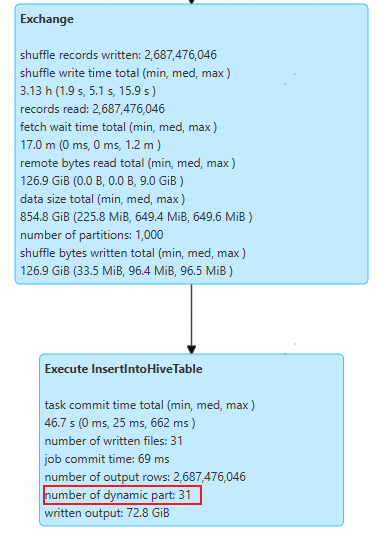 Exchange
shuffle records written: 2,687,476,046
shuffle write time total (min, med, max )
3.13 h (1.9 s, 5.1 s, 15.9 s )
records read: 2,687,476,046
fetch wait time total (min, med, max )
17.0 m (0 ms, 0 ms, 1.2 m )
remote bytes read total (min, med, max )
126.9 GiB (0.0 B, 0.0 B, 9.0 GiB )
data size total (min, med, max )
854.8 GiB (225.8 MiB, 649.4 MiB, 649.6 MiB )
number of partitions: 1,000
shuffle bytes written total (min, med, max )
126.9 GiB (33.5 MiB, 96.4 MiB, 96.5 MiB )
Execute InsertIntoHiveTable
task commit time total (min, med, max )
46.7 s (0 ms, 25 ms, 662 ms )
number of written files: 31
job commit time: 69 ms
number of output rows: 2,687,476,046
number of dynamic part: 31
written output: 72.8 GiB